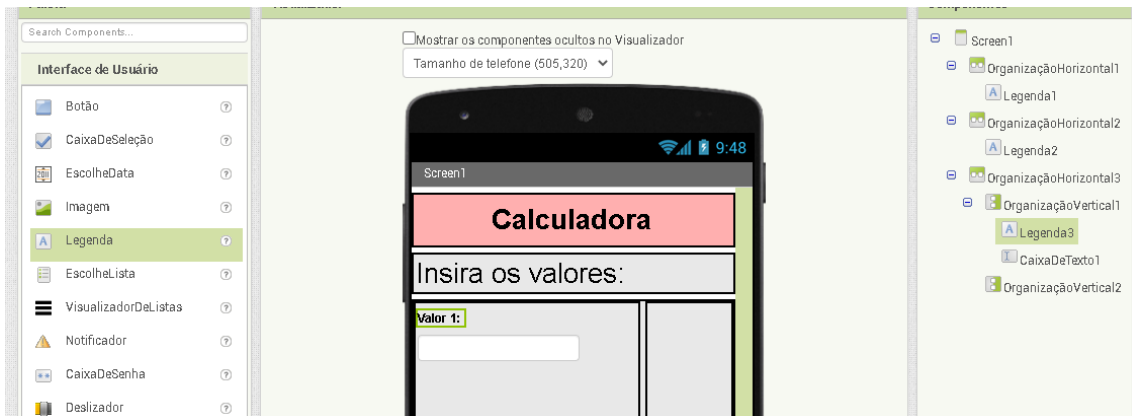 Search Components...
Interface de Usuário
Botão
CaixaDeSeleção
EscolheData
Imagem
Legenda
EscolheLista
VisualizadorDeListas
Notificador
CaixaDeSenha
Deslizador
Mostrar os componentes ocultos no Visualizador
Tamanho de telefone (505,320)
9:48
Screen1
Calculadora
Insira os valores:
Valor 1:
Screen1
OrganizaçãoHorizontal1
Legenda1
OrganizaçãoHorizontal2
Legenda2
OrganizaçãoHorizontal3
OrganizaçãoVertical1
Legenda3
CaixaDeTexto1
OrganizaçãoVertical2